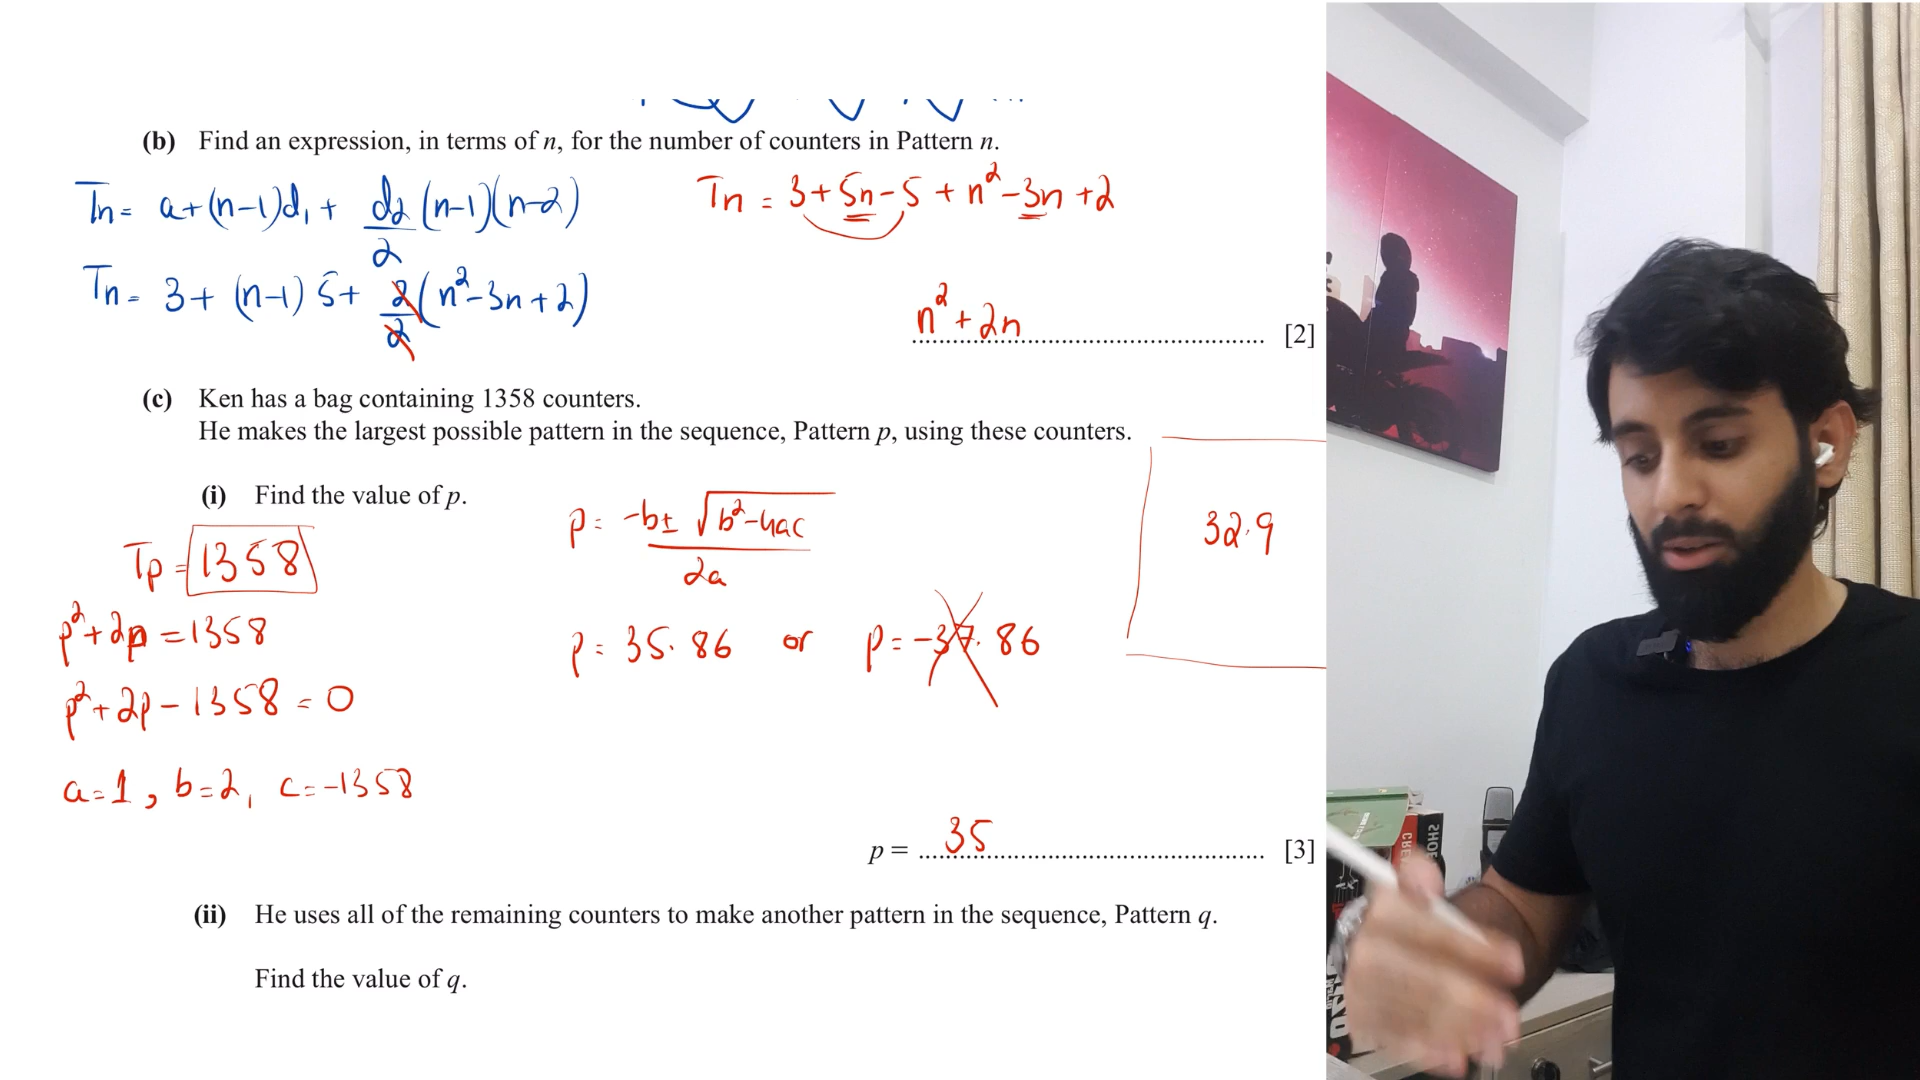 (b) Find an expression, in terms of n, for the number of counters in Pattern n.
Tn = a+(n-1)d₁ + d₂/2 (n-1)(n-2)
Tn = 3+5n-5+n²-3n+2
Tn = 3+(n-1)5+ 2/2 (n²-3n+2)
n²+2n [2]
(c) Ken has a bag containing 1358 counters.
He makes the largest possible pattern in the sequence, Pattern p, using these counters.
(i) Find the value of p.
Tp = 1358
p = -b± √b²-4ac / 2a
32.9
p²+2p = 1358
p = 35.86 or p = -37.86
p²+2p-1358 = 0
a=1, b=2, c=-1358
p = 35 [3]
(ii) He uses all of the remaining counters to make another pattern in the sequence, Pattern q.
Find the value of q.